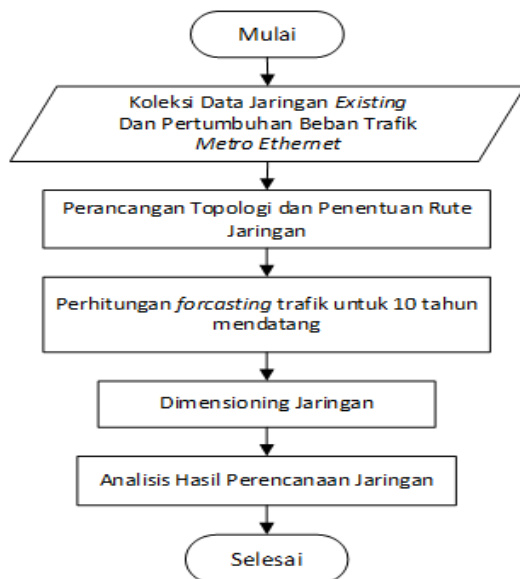 Mulai
Koleksi Data Jaringan Existing
Dan Pertumbuhan Beban Trafik
Metro Ethernet
Perancangan Topologi dan Penentuan Rute
Jaringan
Perhitungan forcasting trafik untuk 10 tahun
mendatang
Dimensioning Jaringan
Analisis Hasil Perencanaan Jaringan
Selesai